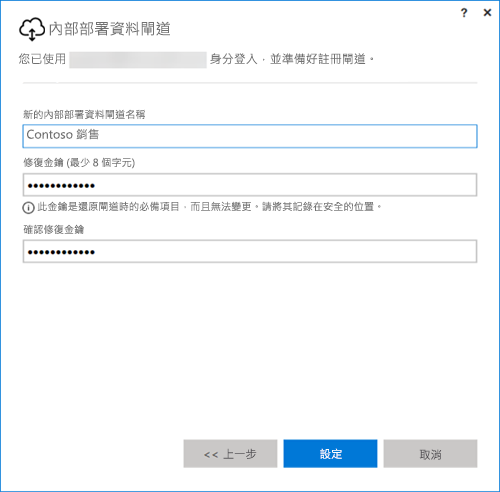 ? ×
內部部署資料閘道
您已使用 身分登入，並準備好註冊閘道。
新的內部部署資料閘道名稱
Contoso 銷售
修復金鑰 (最少 8 個字元)
●●●●●●●●●●●●
此金鑰是還原閘道時的必備項目，而且無法變更。請將其記錄在安全的位置。
確認修復金鑰
●●●●●●●●●●●●
<< 上一步 設定 取消